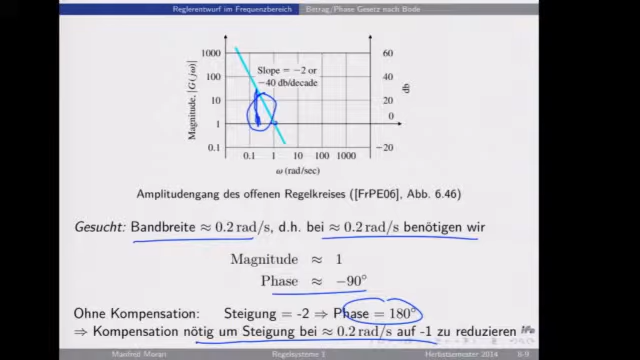 Reglerentwurf im Frequenzbereich
Betrag/Phase Gesetz nach Bode
1000
100
10
1
0.1
Magnitude, |G(jω)|
Slope = −2 or
−40 db/decade
60
40
20
0
−20
db
0.1 1 10 100 1000
ω (rad/sec)
Amplitudengang des offenen Regelkreises ([FrPE06], Abb. 6.46)
Gesucht: Bandbreite ≈ 0.2 rad/s, d.h. bei ≈ 0.2 rad/s benötigen wir
Magnitude ≈ 1
Phase ≈ −90°
Ohne Kompensation: Steigung = -2 ⇒ Phase = 180°
⇒ Kompensation nötig um Steigung bei ≈ 0.2 rad/s auf -1 zu reduzieren
Manfred Morari
Regelsysteme 1
Herbstsemester 2014
8-9